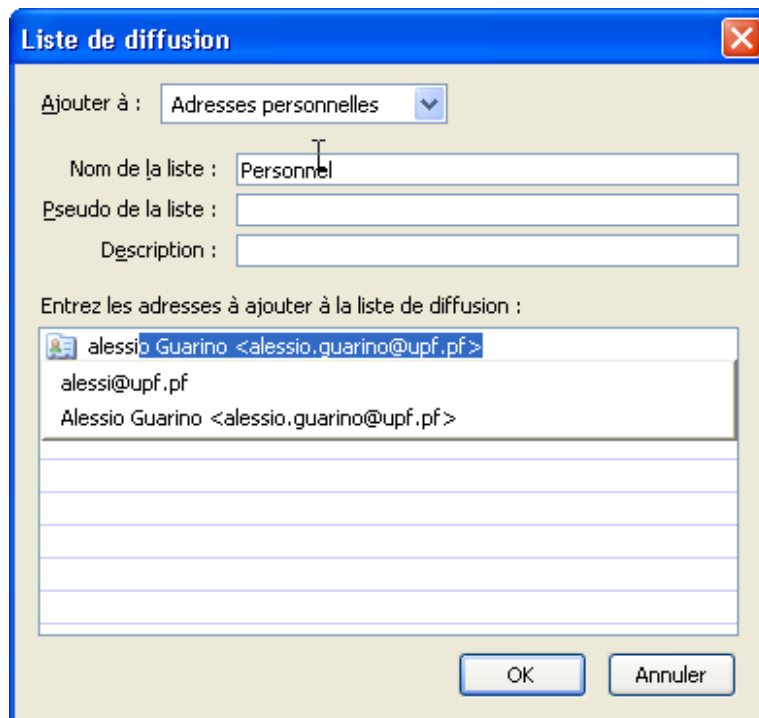 Liste de diffusion
Ajouter à : Adresses personnelles
Nom de la liste : Personnel
Pseudo de la liste :
Description :
Entrez les adresses à ajouter à la liste de diffusion :
alessio Guarino <alessio.guarino@upf.pf>
alessi@upf.pf
Alessio Guarino <alessio.guarino@upf.pf>
OK Annuler